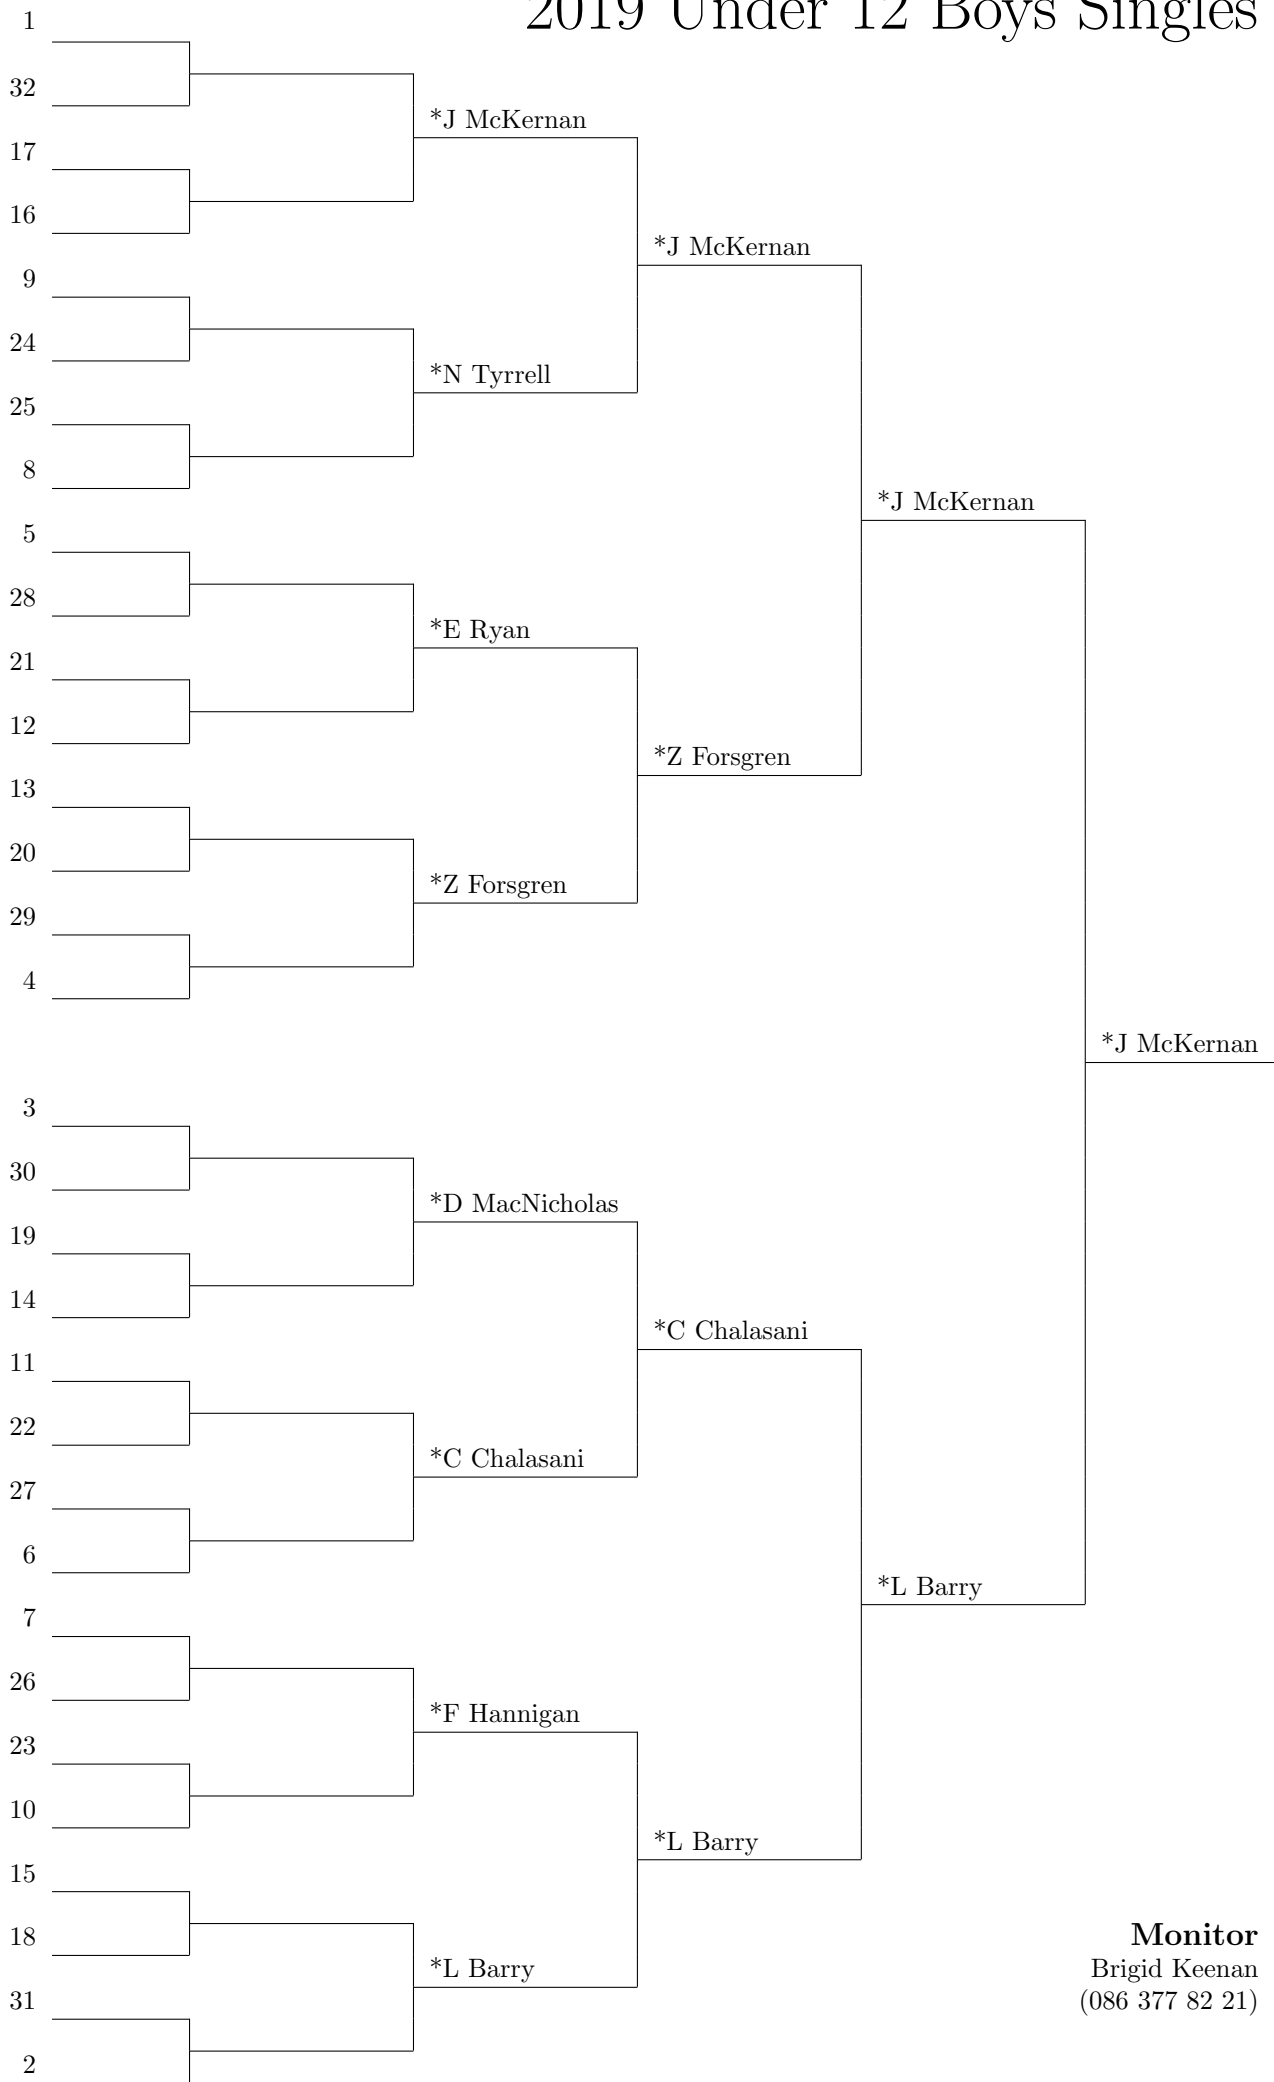 2019 Under 12 Boys Singles
1
32
*J McKernan
17
16
*J McKernan
9
24
*N Tyrrell
25
8
*J McKernan
5
28
*E Ryan
21
12
*Z Forsgren
13
20
*Z Forsgren
29
4
*J McKernan
3
30
*D MacNicholas
19
14
*C Chalasani
11
22
*C Chalasani
27
6
*L Barry
7
26
*F Hannigan
23
10
*L Barry
15
18
*L Barry
31
2
Monitor
Brigid Keenan
(086 377 82 21)